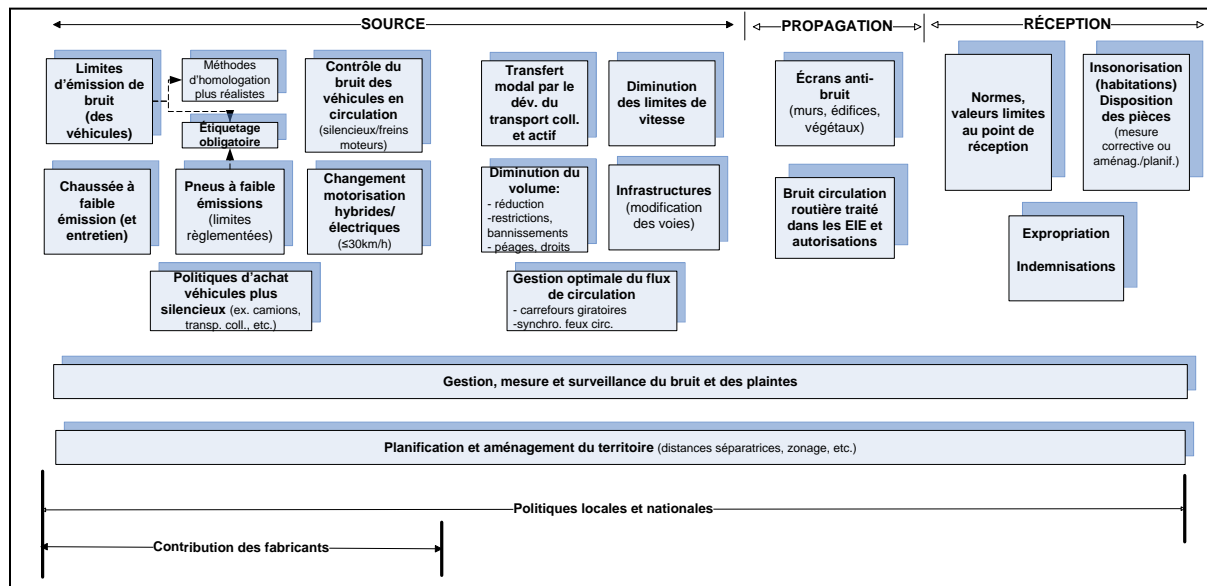 SOURCE
PROPAGATION
RÉCEPTION
Limites
d'émission de
bruit
(des
véhicules)
Méthodes
d'homologation
plus réalistes
Étiquetage
obligatoire
Contrôle du
bruit des
véhicules en
circulation
(silencieux/freins
moteurs)
Chaussée à
faible
émission (et
entretien)
Pneus à faible
émissions
(limites
règlementées)
Changement
motorisation
hybrides/
électriques
(≤30km/h)
Politiques d'achat
véhicules plus
silencieux (ex. camions,
transp. coll., etc.)
Transfert
modal par le
dév. du
transport coll.
et actif
Diminution
des limites de
vitesse
Diminution du
volume:
- réduction
-restrictions,
bannissements
- péages, droits
Infrastructures
(modification
des voies)
Gestion optimale du flux
de circulation
- carrefours giratoires
-synchro. feux circ.
Écrans anti-
bruit
(murs, édifices,
végétaux)
Bruit circulation
routière traité
dans les EIE et
autorisations
Normes,
valeurs limites
au point de
réception
Insonorisation
(habitations)
Disposition
des pièces
(mesure
corrective ou
aménag./planif.)
Expropriation
Indemnisations
Gestion, mesure et surveillance du bruit et des plaintes
Planification et aménagement du territoire (distances séparatrices, zonage, etc.)
Politiques locales et nationales
Contribution des fabricants